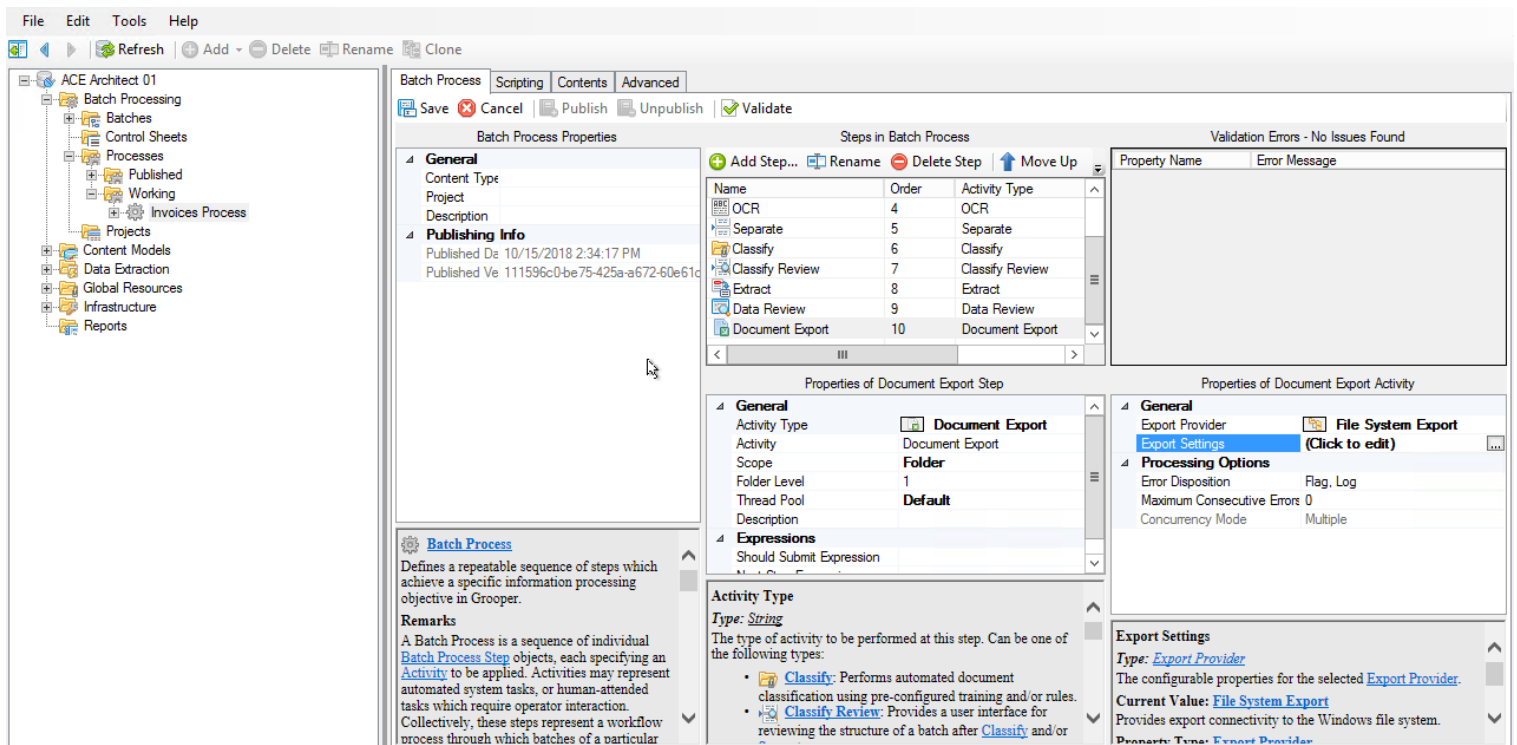 File Edit Tools Help
Refresh Add Delete Rename Clone
ACE Architect 01
Batch Processing
Batches
Control Sheets
Processes
Published
Working
Invoices Process
Projects
Content Models
Data Extraction
Global Resources
Infrastructure
Reports
Batch Process Scripting Contents Advanced
Save Cancel Publish Unpublish Validate
Batch Process Properties
General
Content Type
Project
Description
Publishing Info
Published Da 10/15/2018 2:34:17 PM
Published Ve 111596c0-be75-425a-a672-60e61c
Batch Process
Defines a repeatable sequence of steps which
achieve a specific information processing
objective in Grooper.
Remarks
A Batch Process is a sequence of individual
Batch Process Step objects, each specifying an
Activity to be applied. Activities may represent
automated system tasks, or human-attended
tasks which require operator interaction.
Collectively, these steps represent a workflow
process through which batches of a particular
Steps in Batch Process
Add Step... Rename Delete Step Move Up
Name Order Activity Type
OCR 4 OCR
Separate 5 Separate
Classify 6 Classify
Classify Review 7 Classify Review
Extract 8 Extract
Data Review 9 Data Review
Document Export 10 Document Export
Properties of Document Export Step
General
Activity Type Document Export
Activity Document Export
Scope Folder
Folder Level 1
Thread Pool Default
Description
Expressions
Should Submit Expression
Activity Type
Type: String
The type of activity to be performed at this step. Can be one of
the following types:
• Classify: Performs automated document
classification using pre-configured training and/or rules.
• Classify Review: Provides a user interface for
reviewing the structure of a batch after Classify and/or
Validation Errors - No Issues Found
Property Name Error Message
Properties of Document Export Activity
General
Export Provider File System Export
Export Settings (Click to edit) ...
Processing Options
Error Disposition Flag, Log
Maximum Consecutive Errors 0
Concurrency Mode Multiple
Export Settings
Type: Export Provider
The configurable properties for the selected Export Provider.
Current Value: File System Export
Provides export connectivity to the Windows file system.
Property Type: Export Provider